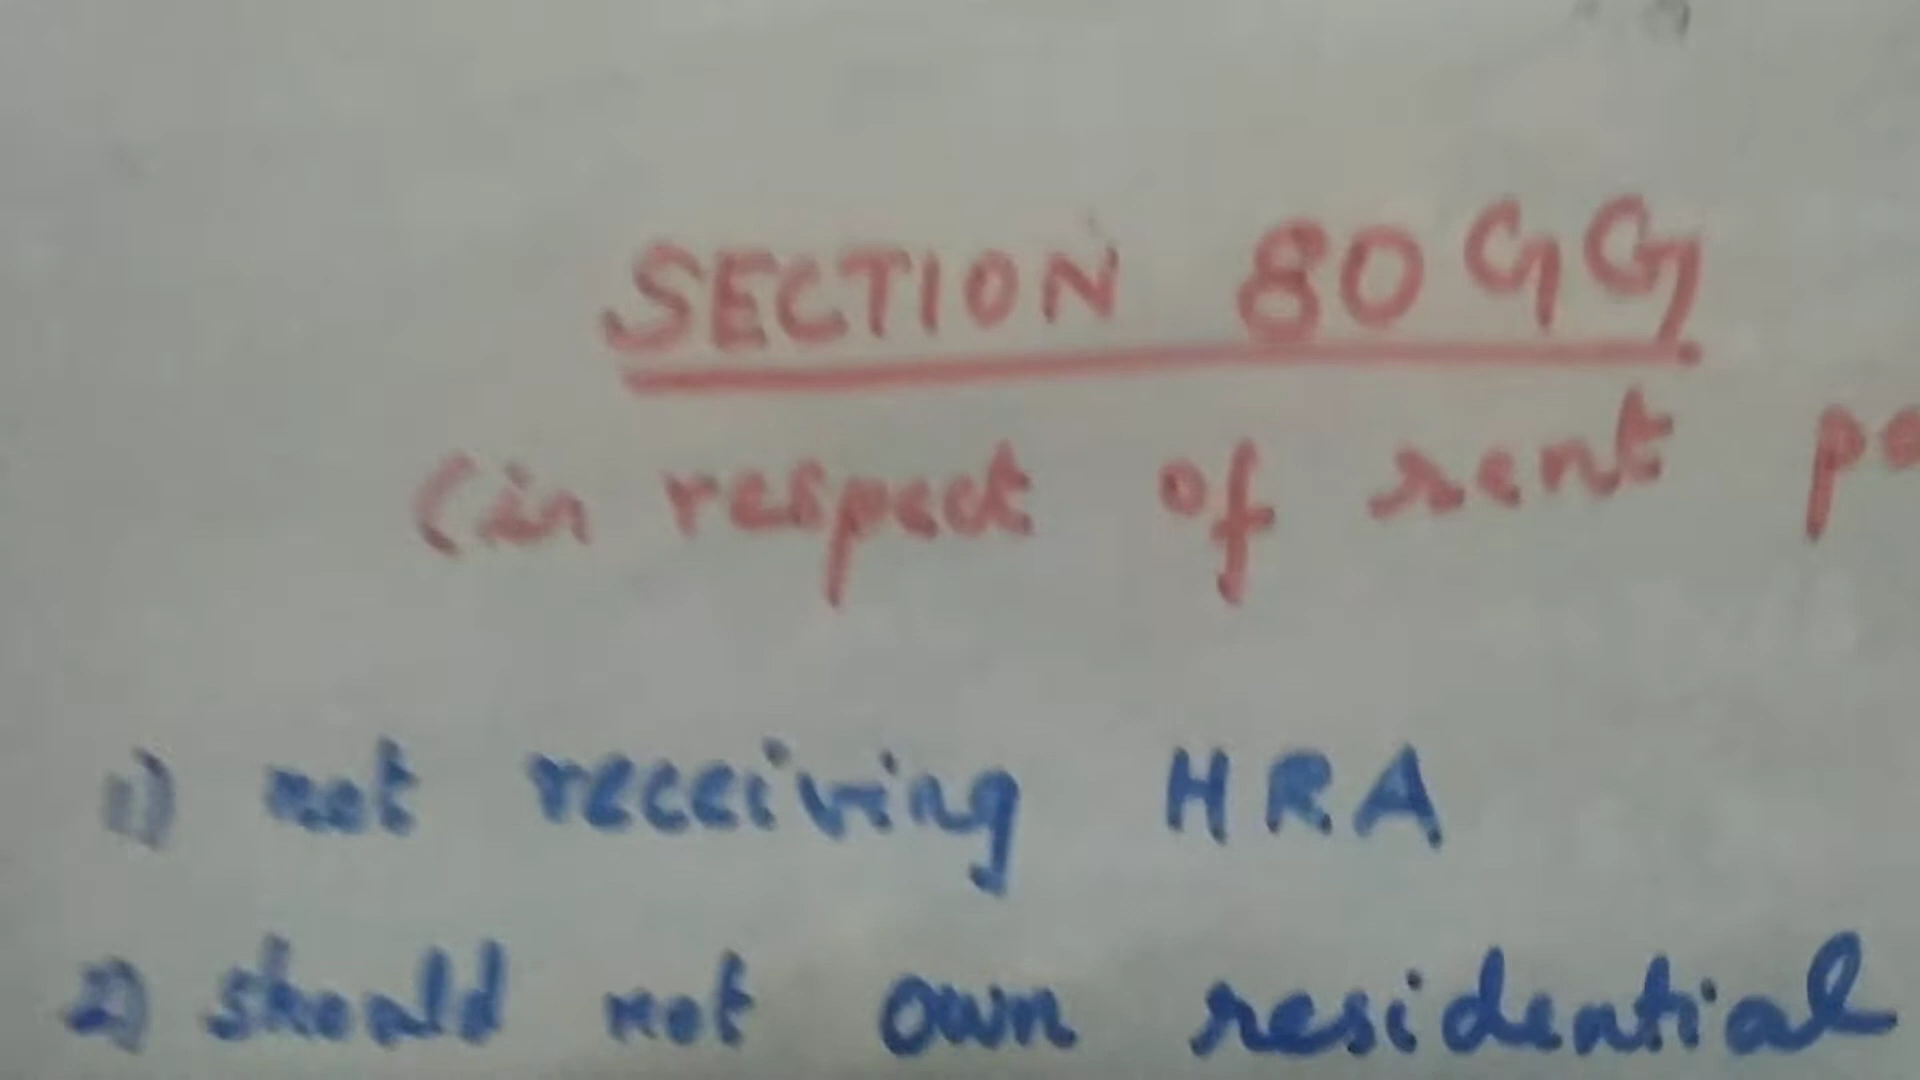 SECTION 80GG
(in respect of rent
1) not receiving HRA
2) should not own residential